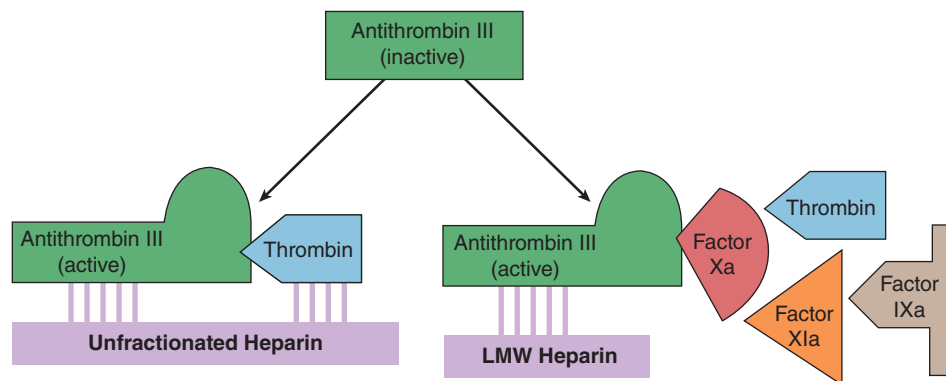 Antithrombin III
(inactive)
Antithrombin III
(active)
Thrombin
Unfractionated Heparin
Antithrombin III
(active)
Factor
Xa
Thrombin
Factor
XIa
Factor
IXa
LMW Heparin